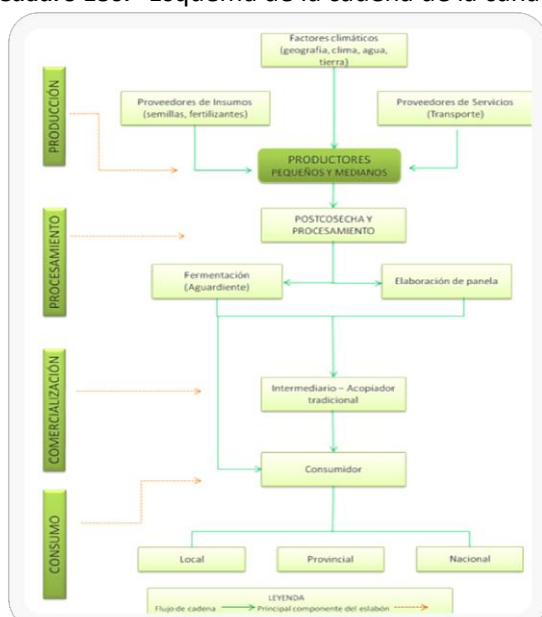 Esquema de la cadena de la
Factores climáticos
(geografía, clima, agua,
tierra)
PRODUCCIÓN
Proveedores de Insumos
(semillas, fertilizantes)
Proveedores de Servicios
(Transporte)
PRODUCTORES
PEQUEÑOS Y MEDIANOS
POSTCOSECHA Y
PROCESAMIENTO
PROCESAMIENTO
Fermentación
(Aguardiente)
Elaboración de panela
COMERCIALIZACIÓN
Intermediario – Acopiador
tradicional
Consumidor
CONSUMO
Local
Provincial
Nacional
LEYENDA
Flujo de cadena
Principal componente del eslabón